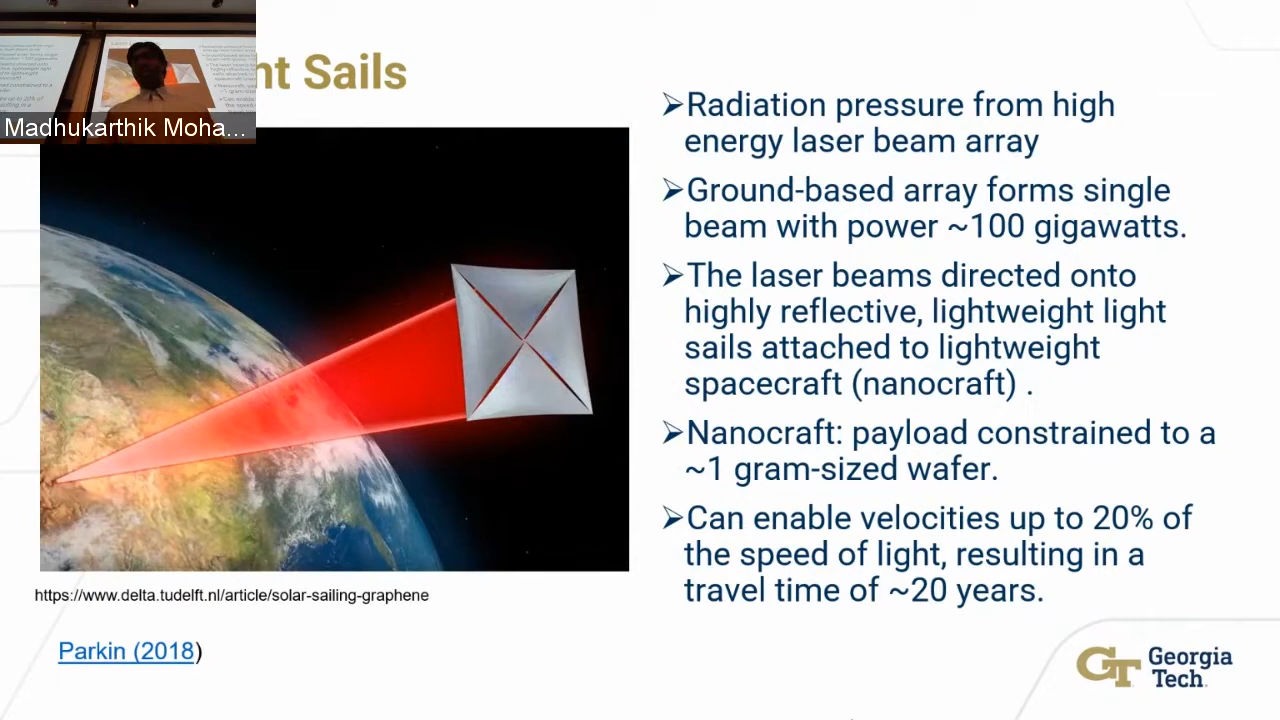 nt Sails
Madhukarthik Moha...
➢Radiation pressure from high
energy laser beam array
➢Ground-based array forms single
beam with power ~100 gigawatts.
➢The laser beams directed onto
highly reflective, lightweight light
sails attached to lightweight
spacecraft (nanocraft) .
➢Nanocraft: payload constrained to a
~1 gram-sized wafer.
➢Can enable velocities up to 20% of
the speed of light, resulting in a
travel time of ~20 years.
https://www.delta.tudelft.nl/article/solar-sailing-graphene
Parkin (2018)
GT Georgia
Tech